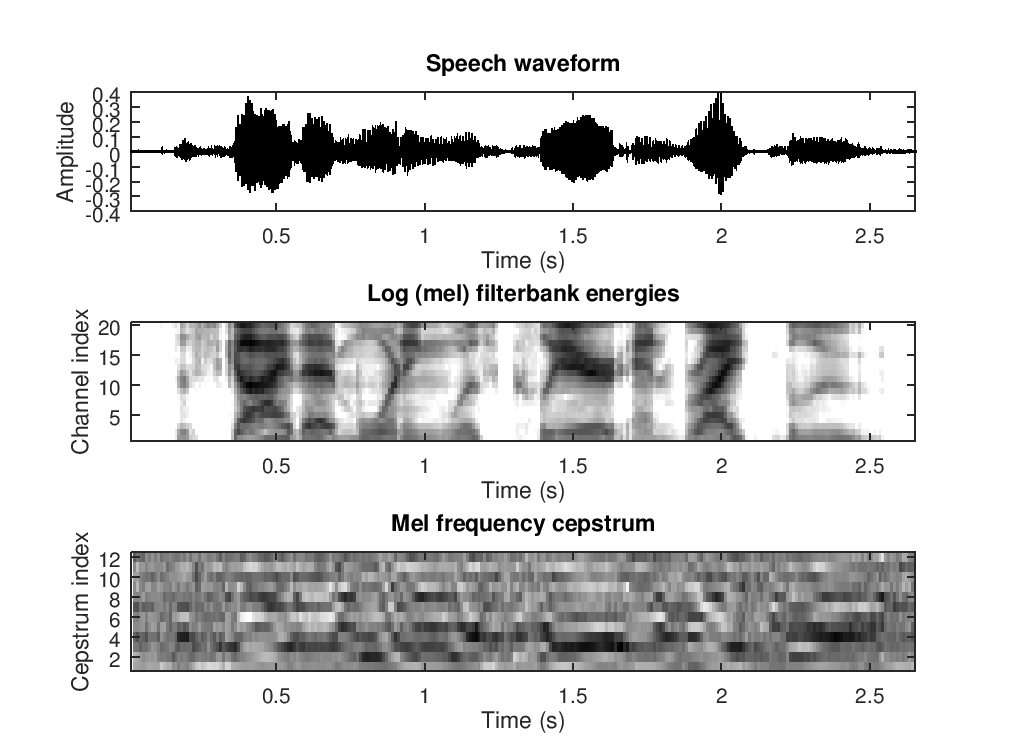 Speech waveform
Amplitude
0.4
0.3
0.2
0.1
0
-0.1
-0.2
-0.3
-0.4
0.5 1 1.5 2 2.5
Time (s)
Log (mel) filterbank energies
Channel index
20
15
10
5
0.5 1 1.5 2 2.5
Time (s)
Mel frequency cepstrum
Cepstrum index
12
10
8
6
4
2
0.5 1 1.5 2 2.5
Time (s)